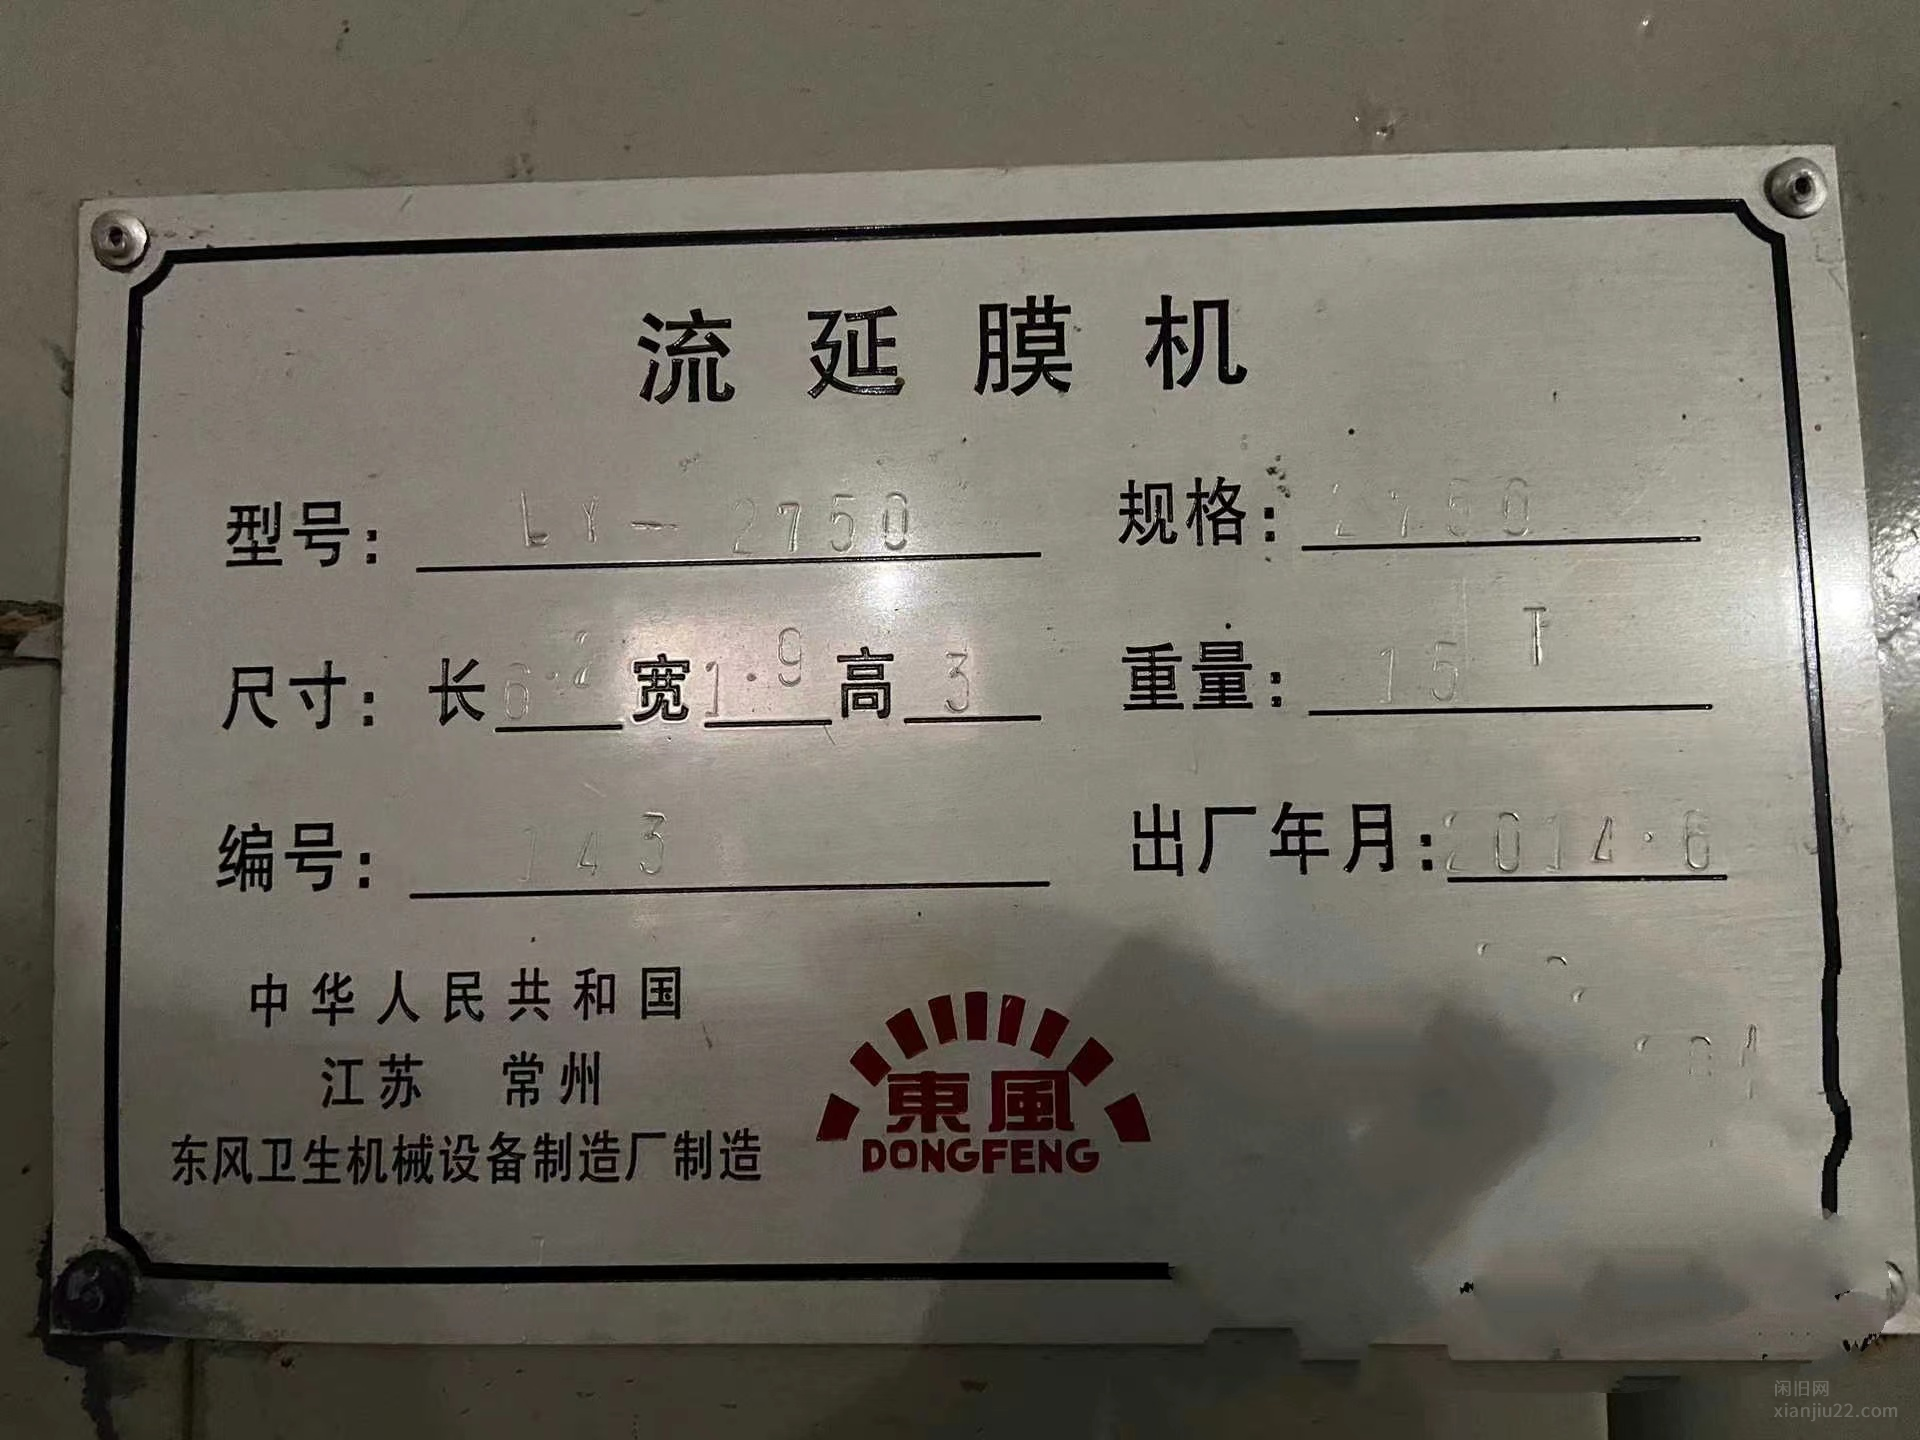 流延膜机
型号: LY-2750 规格: 2750
尺寸: 长6.2宽1.9高3 重量: 15T
编号: 143 出厂年月: 2014.6
中华人民共和国
江苏 常州
东风卫生机械设备制造厂制造
東風
DONGFENG
闲旧网
xianjiu22.com